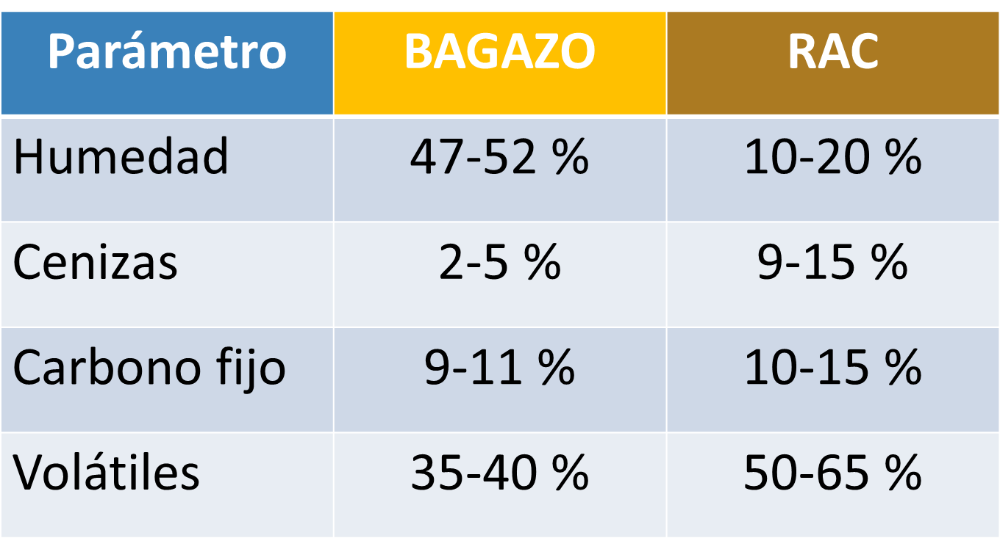 Parámetro BAGAZO RAC
Humedad 47-52 % 10-20 %
Cenizas 2-5 % 9-15 %
Carbono fijo 9-11 % 10-15 %
Volátiles 35-40 % 50-65 %